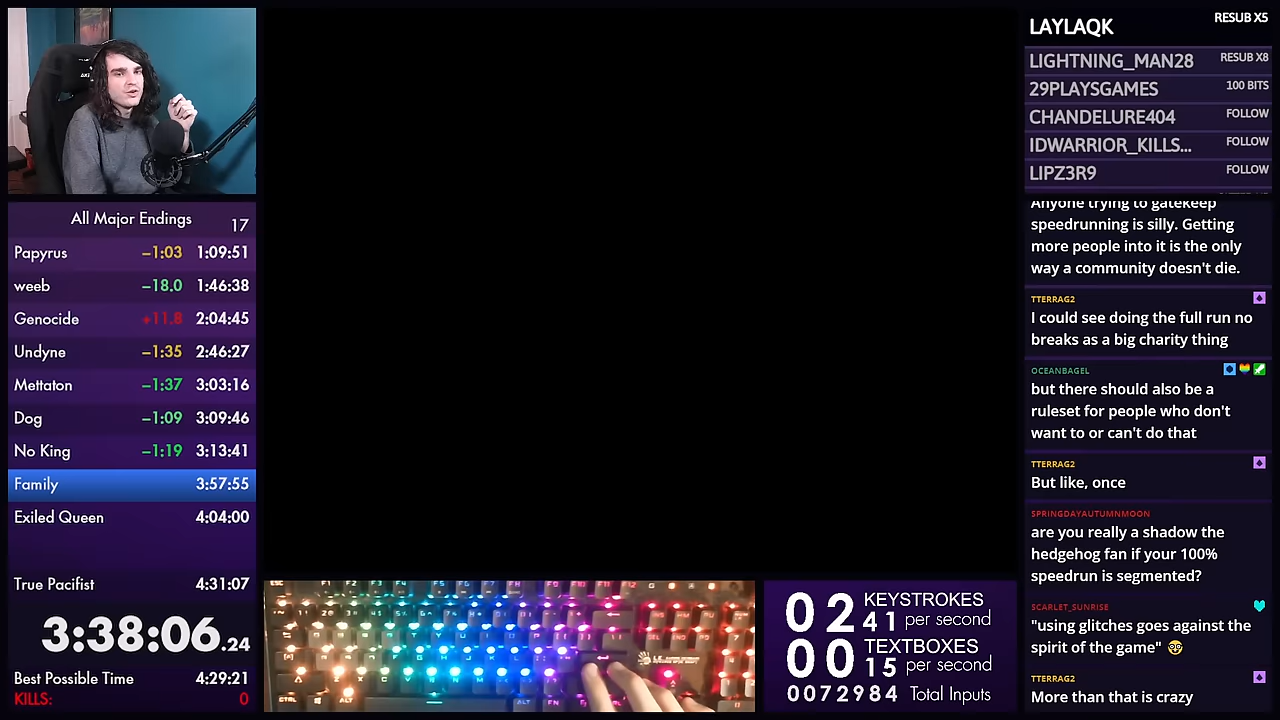 All Major Endings
17
Papyrus –1:03 1:09:51
weeb –18.0 1:46:38
Genocide +11.8 2:04:45
Undyne –1:35 2:46:27
Mettaton –1:37 3:03:16
Dog –1:09 3:09:46
No King –1:19 3:13:41
Family 3:57:55
Exiled Queen 4:04:00
True Pacifist 4:31:07
3:38:06.24
Best Possible Time 4:29:21
KILLS: 0
02 KEYSTROKES
41 per second
00 TEXTBOXES
15 per second
0072984 Total Inputs
LAYLAQK RESUB X5
LIGHTNING_MAN28 RESUB X8
29PLAYSGAMES 100 BITS
CHANDELURE404 FOLLOW
IDWARRIOR_KILLS... FOLLOW
LIPZ3R9 FOLLOW
Anyone trying to gatekeep
speedrunning is silly. Getting
more people into it is the only
way a community doesn't die.
TTERRAG2
I could see doing the full run no
breaks as a big charity thing
OCEANBAGEL
but there should also be a
ruleset for people who don't
want to or can't do that
TTERRAG2
But like, once
SPRINGDAYAUTUMNMOON
are you really a shadow the
hedgehog fan if your 100%
speedrun is segmented?
SCARLET_SUNRISE
"using glitches goes against the
spirit of the game" 🤓
TTERRAG2
More than that is crazy